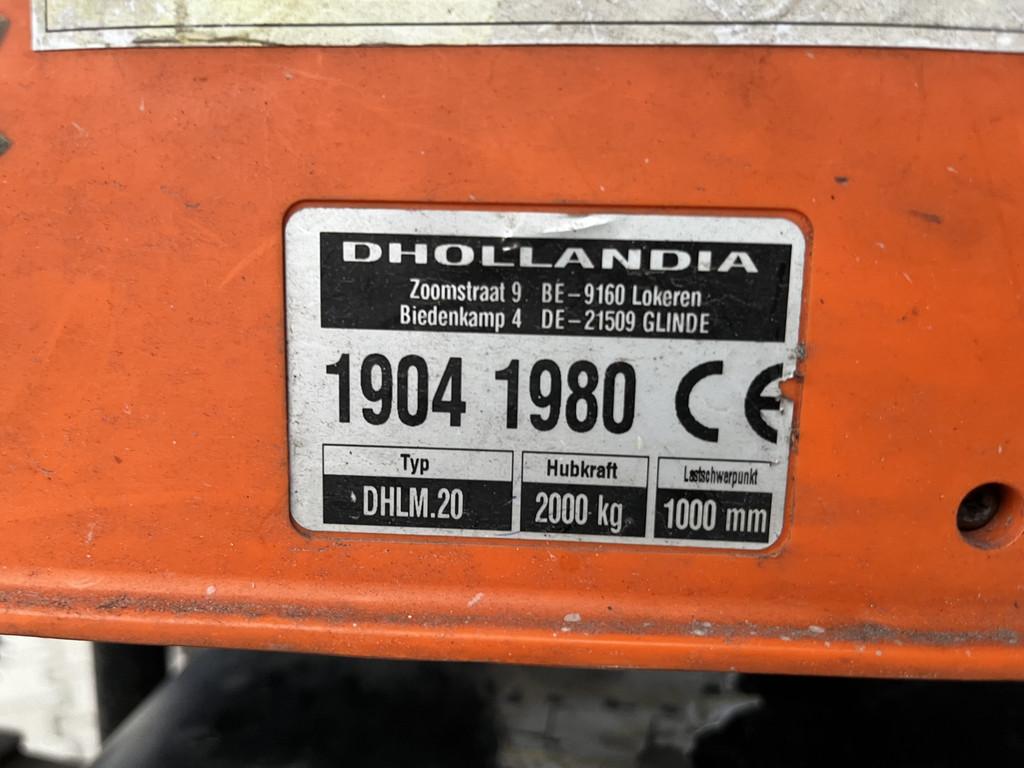 DHOLLANDIA
Zoomstraat 9 BE-9160 Lokeren
Biedenkamp 4 DE-21509 GLINDE
1904 1980 CE
Typ Hubkraft Lastschwerpunkt
DHLM.20 2000 kg 1000 mm